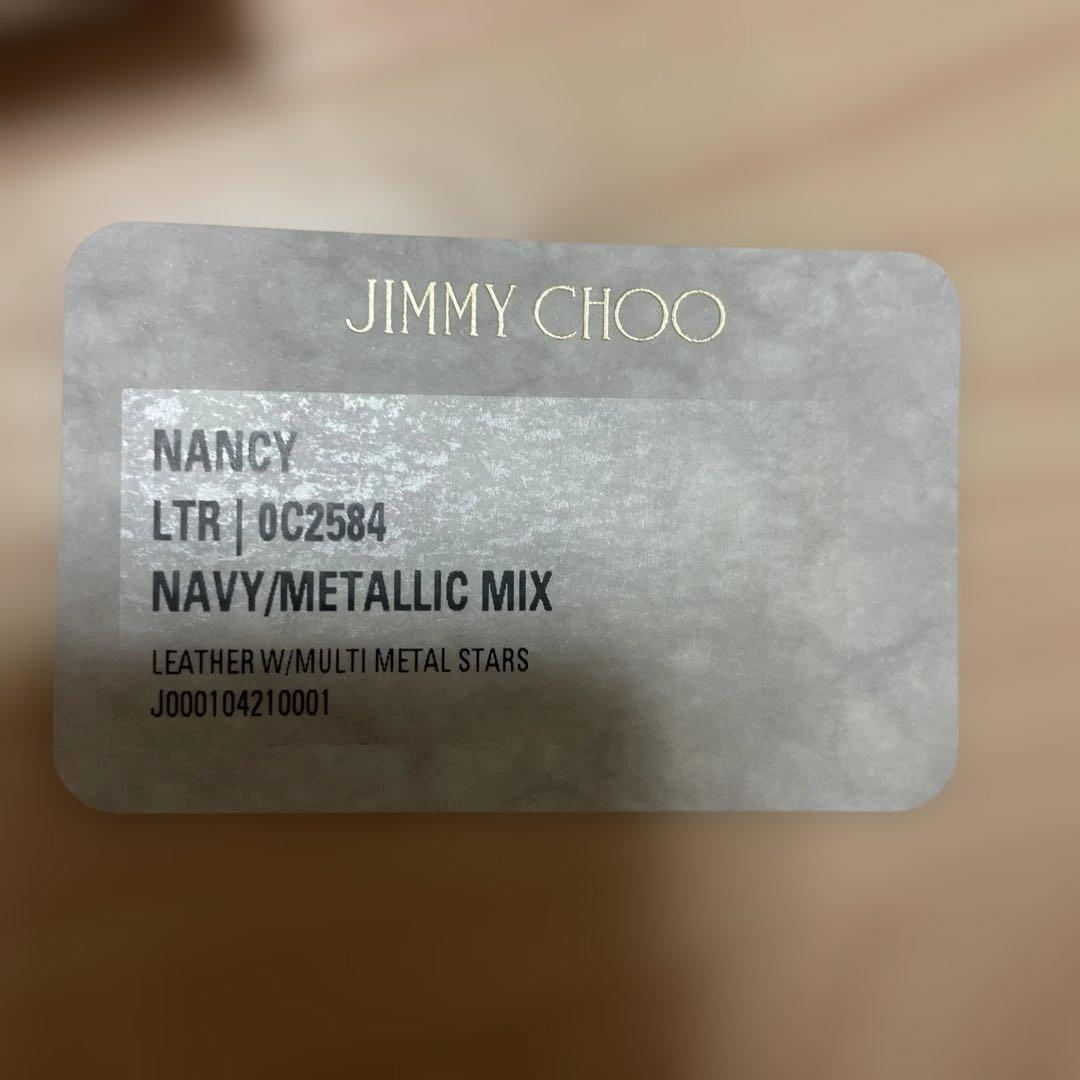 JIMMY CHOO
NANCY
LTR | 0C2584
NAVY/METALLIC MIX
LEATHER W/MULTI METAL STARS
J000104210001